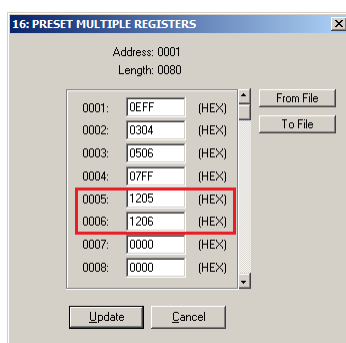 16: PRESET MULTIPLE REGISTERS
Address: 0001
Length: 0080
0001: 0EFF (HEX)
0002: 0304 (HEX)
0003: 0506 (HEX)
0004: 07FF (HEX)
0005: 1205 (HEX)
0006: 1206 (HEX)
0007: 0000 (HEX)
0008: 0000 (HEX)
From File
To File
Update Cancel